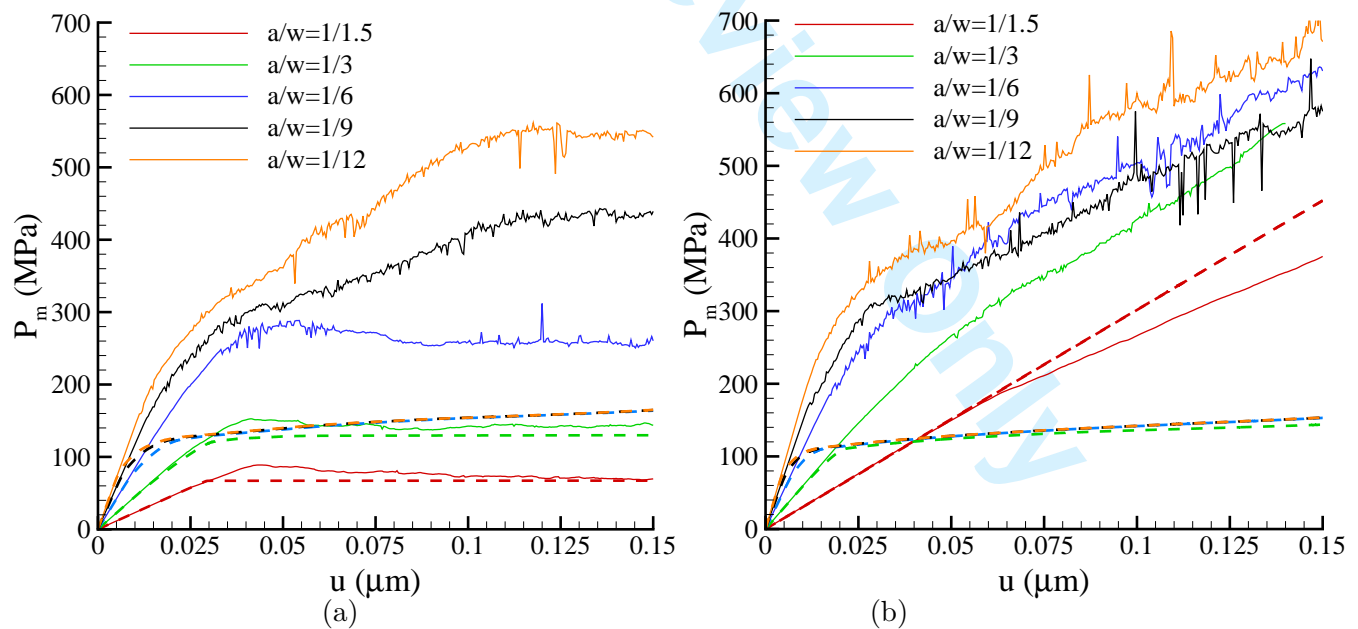 700
600
500
400
300
200
100
0
P_m (MPa)
a/w=1/1.5
a/w=1/3
a/w=1/6
a/w=1/9
a/w=1/12
0 0.025 0.05 0.075 0.1 0.125 0.15
u (μm)
(a)
700
600
500
400
300
200
100
0
P_m (MPa)
a/w=1/1.5
a/w=1/3
a/w=1/6
a/w=1/9
a/w=1/12
0 0.025 0.05 0.075 0.1 0.125 0.15
u (μm)
(b)
view
Only